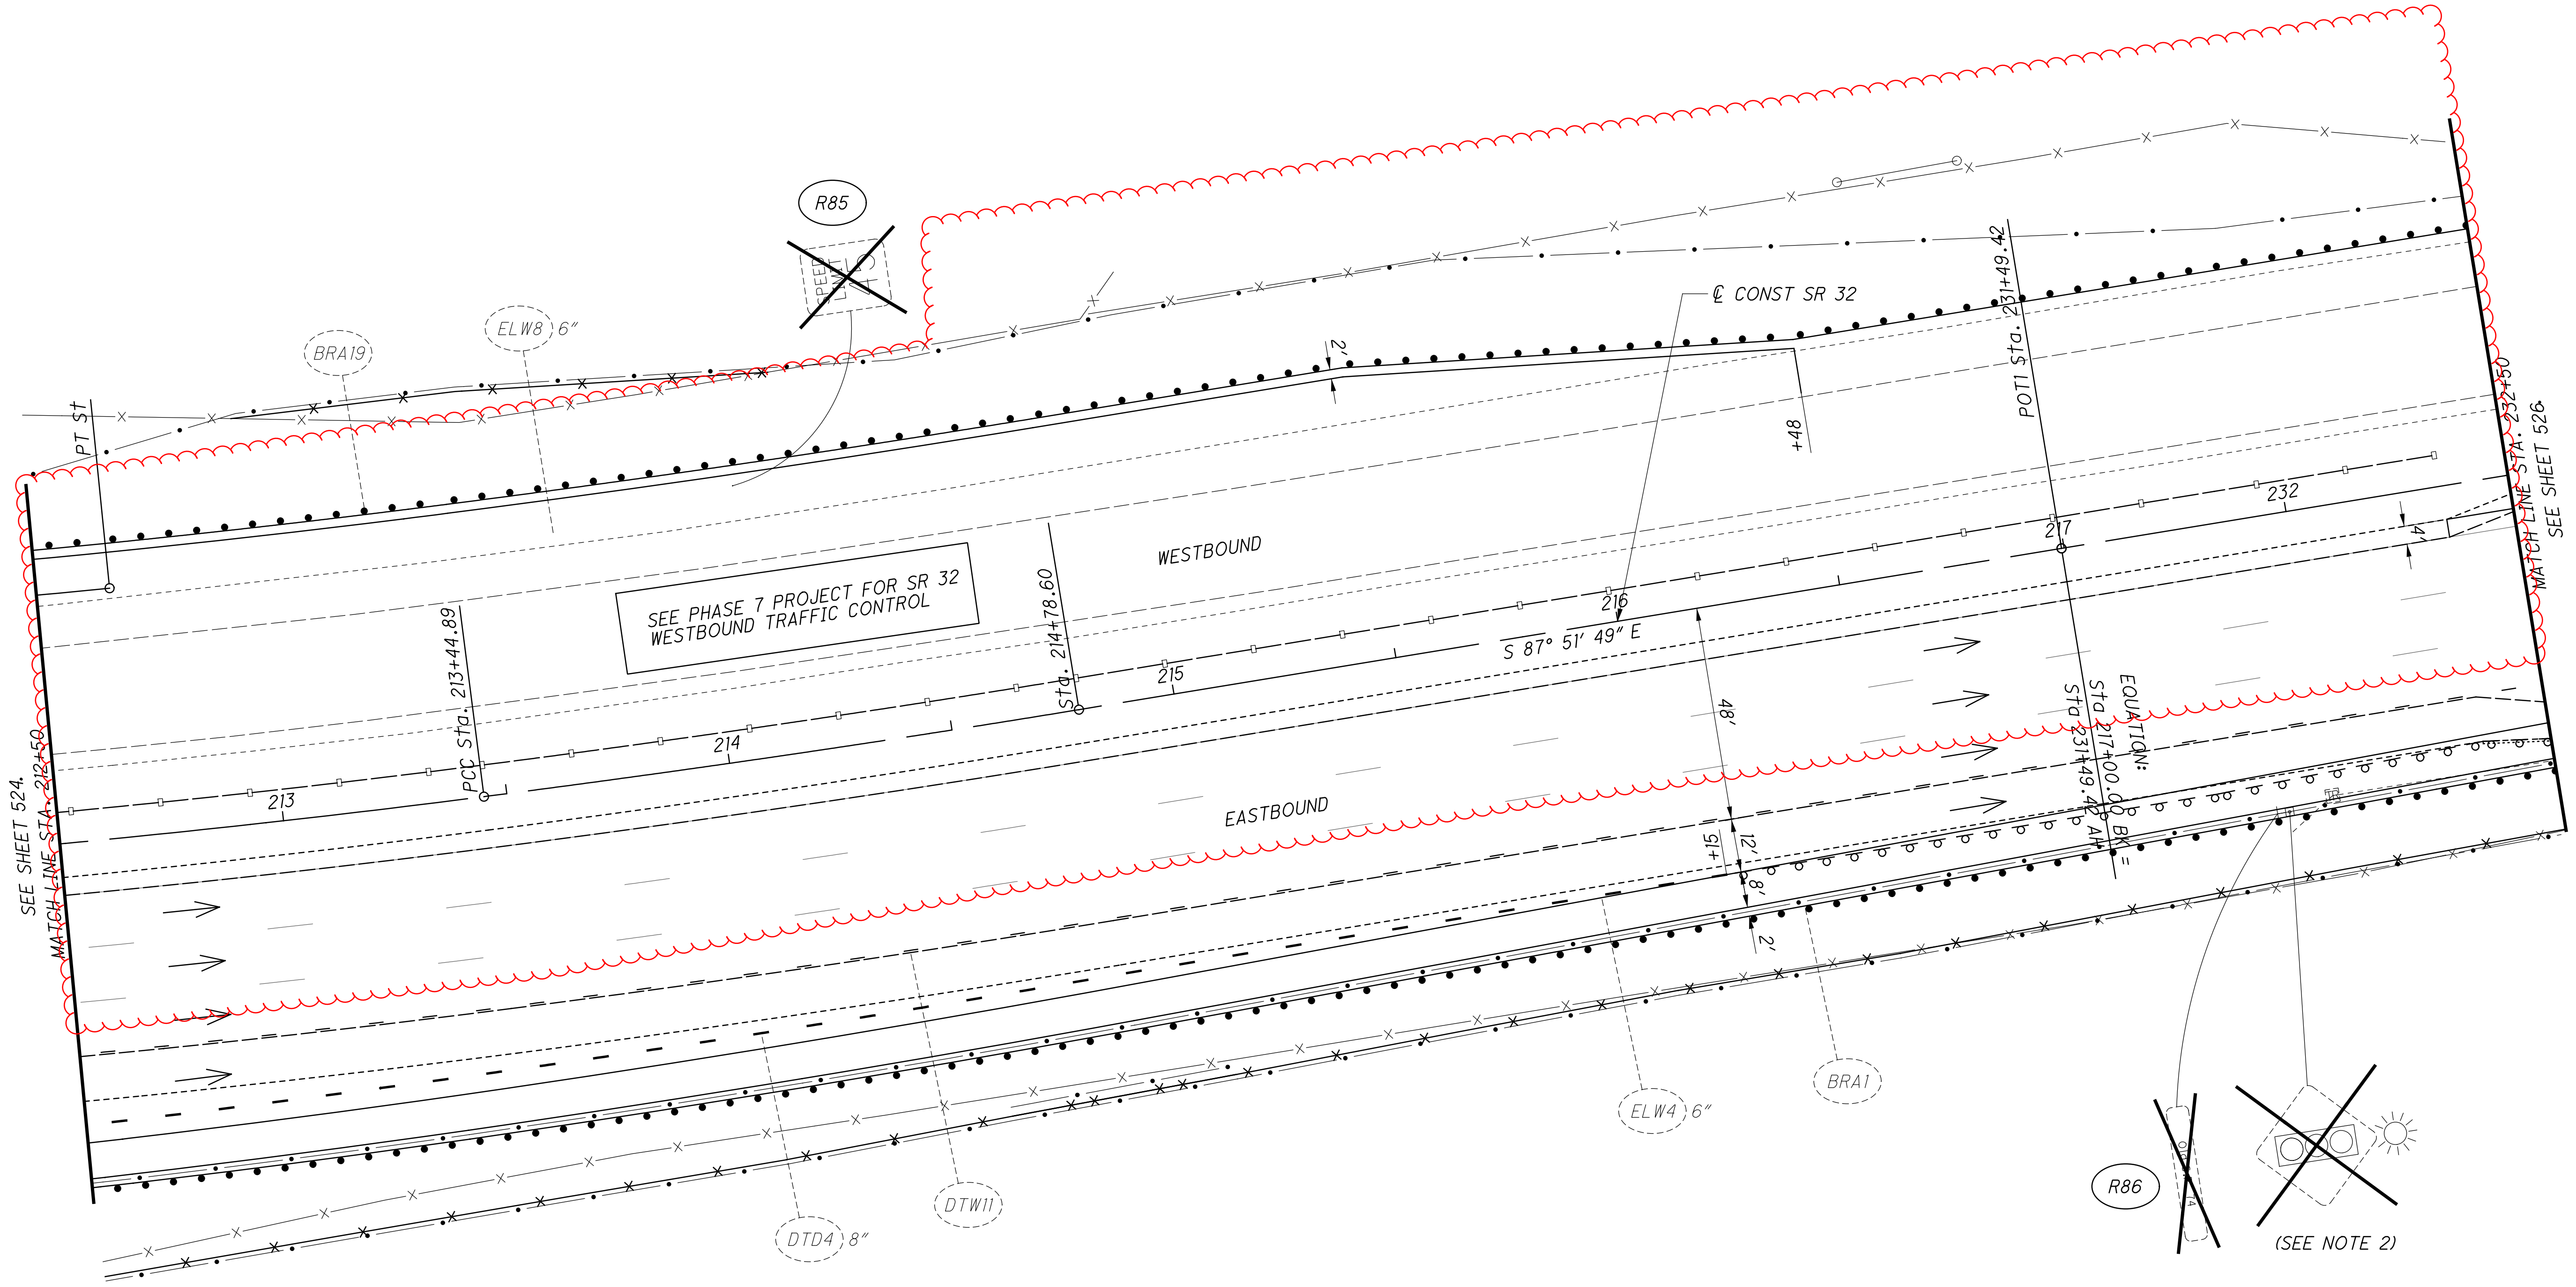 R85
SPEED
LIMIT
BRA19
ELW8 6"
2'
℄ CONST SR 32
POTI Sta. 231+49.42
+48
PT St
MATCH LINE STA. 232+50
SEE SHEET 526.
232
217
4'
WESTBOUND
SEE PHASE 7 PROJECT FOR SR 32
WESTBOUND TRAFFIC CONTROL
Sta. 214+78.60
PCC Sta. 213+44.89
216
S 87° 51' 49" E
215
214
213
SEE SHEET 524.
MATCH LINE STA. 212+50
48'
EASTBOUND
EQUATION:
Sta 217+00.00 BK =
Sta 231+49.42 AH
+15
12'
8'
2'
ELW4 6"
BRA1
DTW11
DTD4 8"
R86
(SEE NOTE 2)